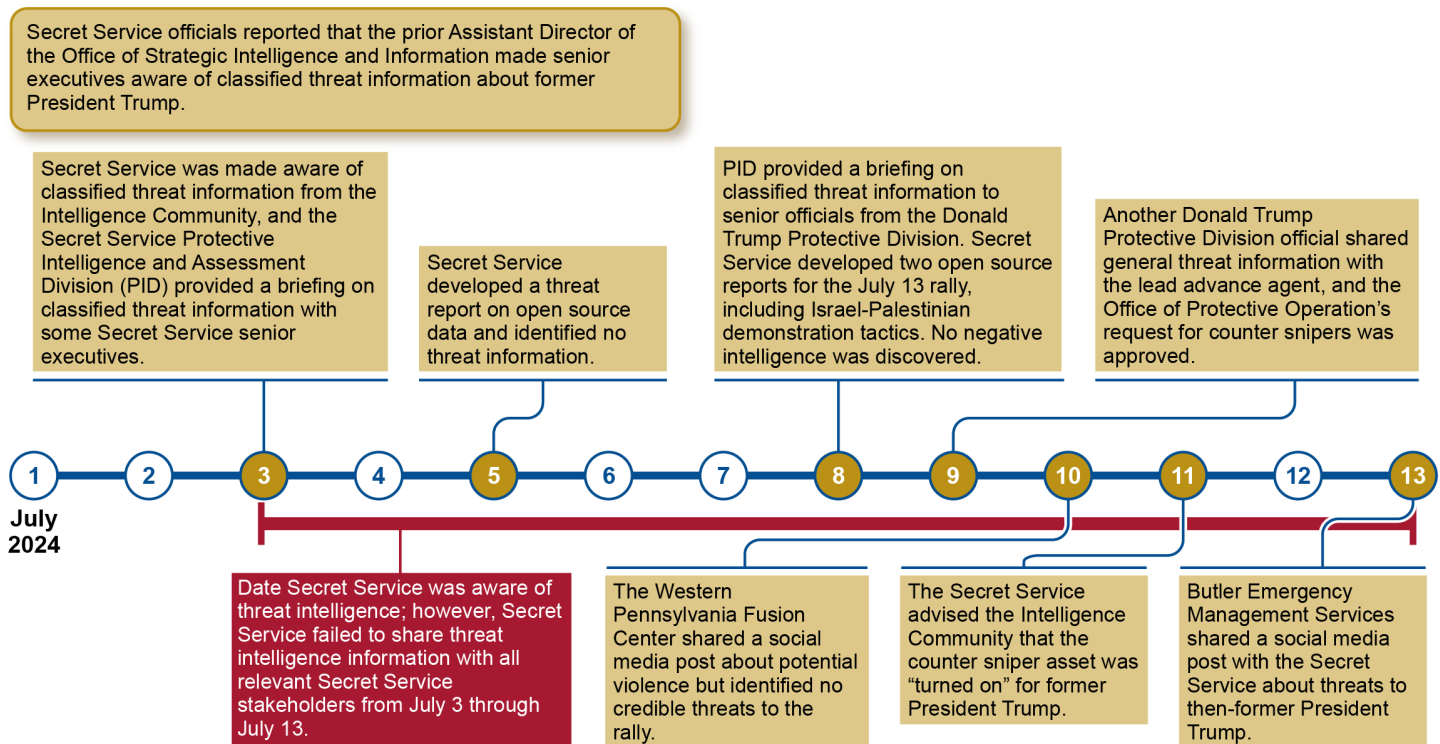 Secret Service officials reported that the prior Assistant Director of
the Office of Strategic Intelligence and Information made senior
executives aware of classified threat information about former
President Trump.
Secret Service was made aware of
classified threat information from the
Intelligence Community, and the
Secret Service Protective
Intelligence and Assessment
Division (PID) provided a briefing on
classified threat information with
some Secret Service senior
executives.
Secret Service
developed a threat
report on open source
data and identified no
threat information.
PID provided a briefing on
classified threat information to
senior officials from the Donald
Trump Protective Division. Secret
Service developed two open source
reports for the July 13 rally,
including Israel-Palestinian
demonstration tactics. No negative
intelligence was discovered.
Another Donald Trump
Protective Division official shared
general threat information with
the lead advance agent, and the
Office of Protective Operation's
request for counter snipers was
approved.
1 2 3 4 5 6 7 8 9 10 11 12 13
July
2024
Date Secret Service was aware of
threat intelligence; however, Secret
Service failed to share threat
intelligence information with all
relevant Secret Service
stakeholders from July 3 through
July 13.
The Western
Pennsylvania Fusion
Center shared a social
media post about potential
violence but identified no
credible threats to the
rally.
The Secret Service
advised the Intelligence
Community that the
counter sniper asset was
“turned on” for former
President Trump.
Butler Emergency
Management Services
shared a social media
post with the Secret
Service about threats to
then-former President
Trump.